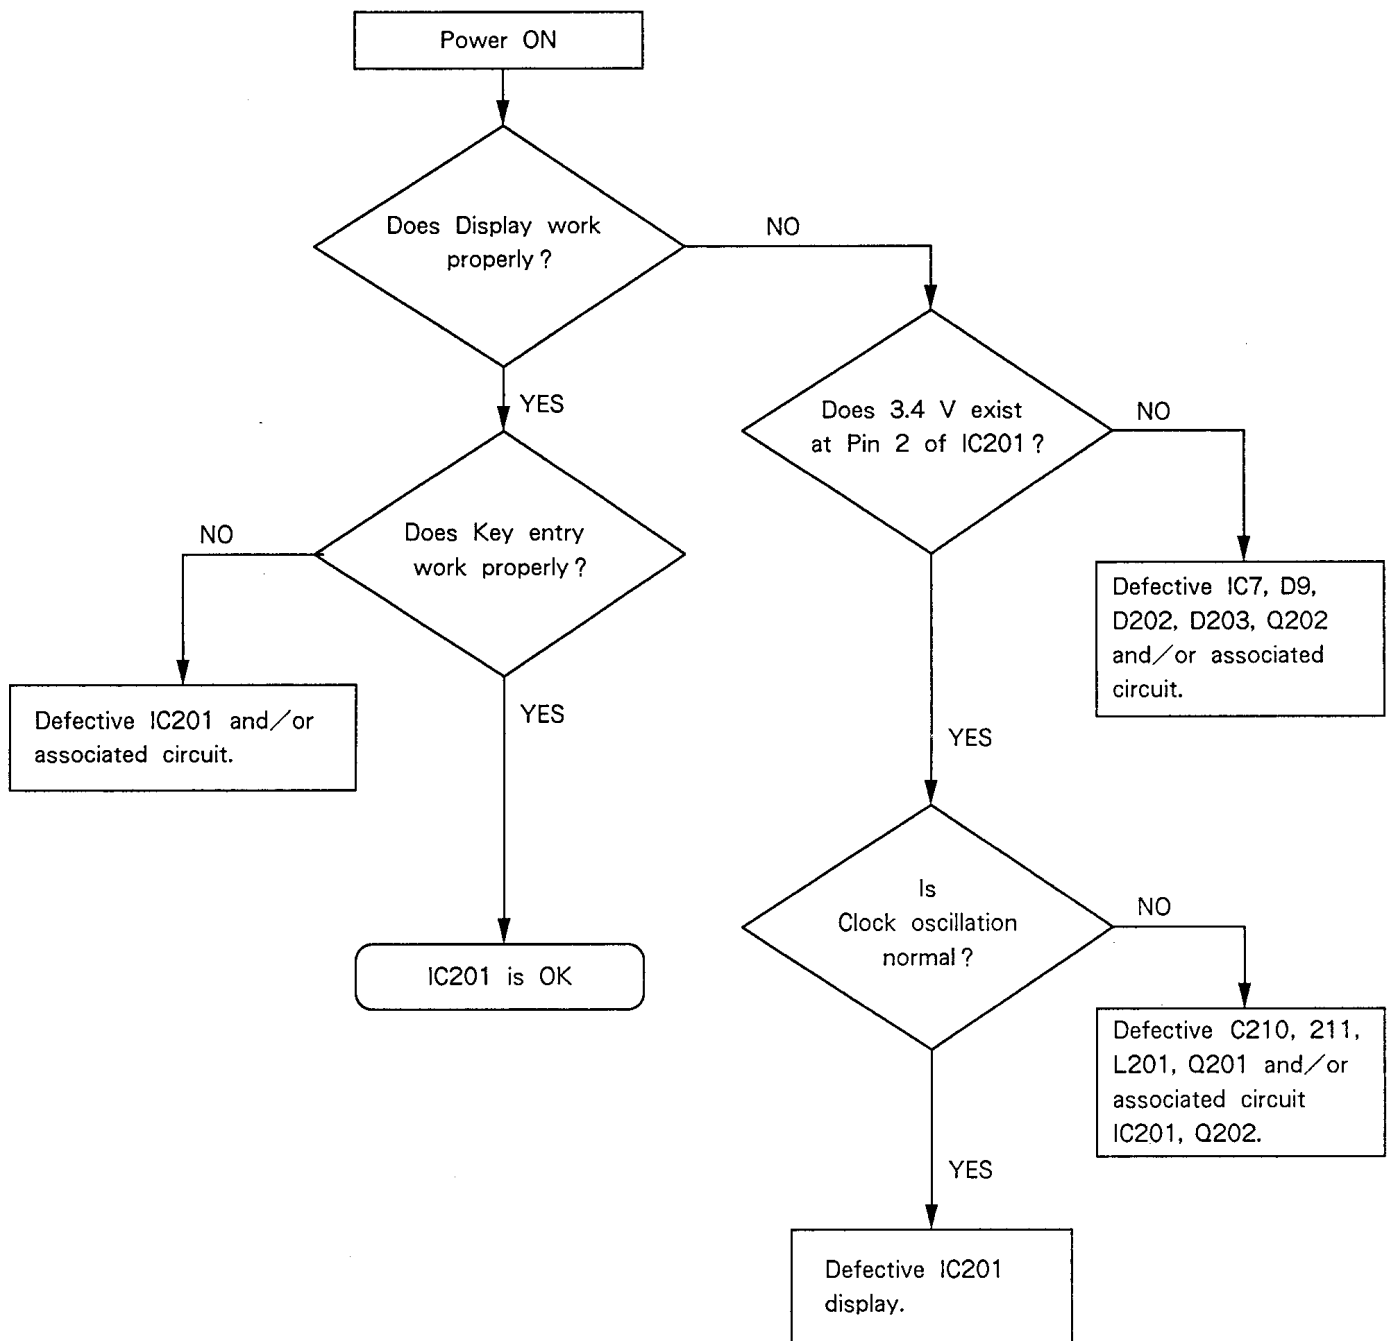 Power ON
Does Display work
properly?
NO
YES
Does 3.4 V exist
at Pin 2 of IC201?
NO
Does Key entry
work properly?
NO
Defective IC7, D9,
D202, D203, Q202
and/or associated
circuit.
Defective IC201 and/or
associated circuit.
YES
YES
Is
Clock oscillation
normal?
NO
IC201 is OK
Defective C210, 211,
L201, Q201 and/or
associated circuit
IC201, Q202.
YES
Defective IC201
display.